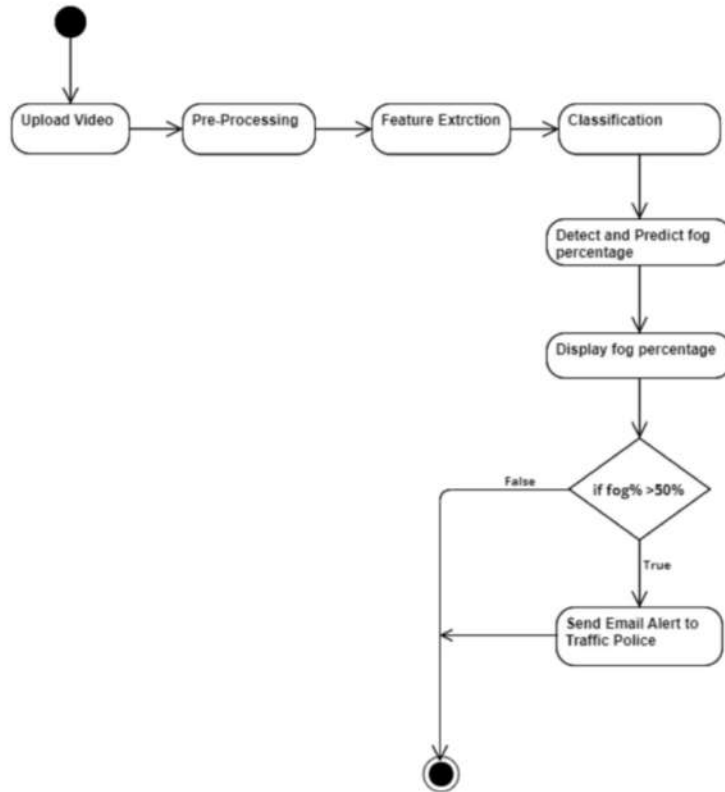 Upload Video
Pre-Processing
Feature Extrction
Classification
Detect and Predict fog
percentage
Display fog percentage
if fog% >50%
False
True
Send Email Alert to
Traffic Police